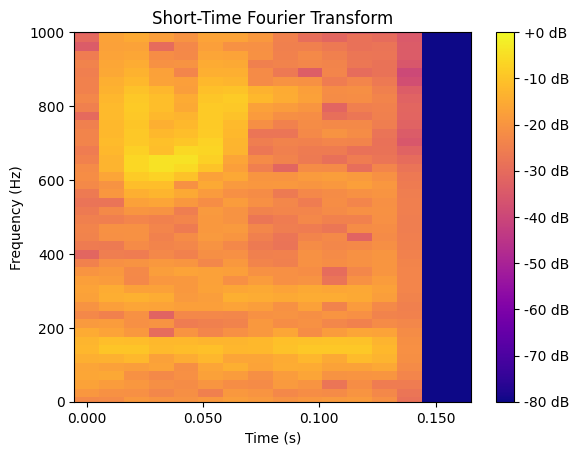 Short-Time Fourier Transform
1000
800
600
400
200
0
Frequency (Hz)
0.000
0.050
0.100
0.150
Time (s)
+0 dB
-10 dB
-20 dB
-30 dB
-40 dB
-50 dB
-60 dB
-70 dB
-80 dB